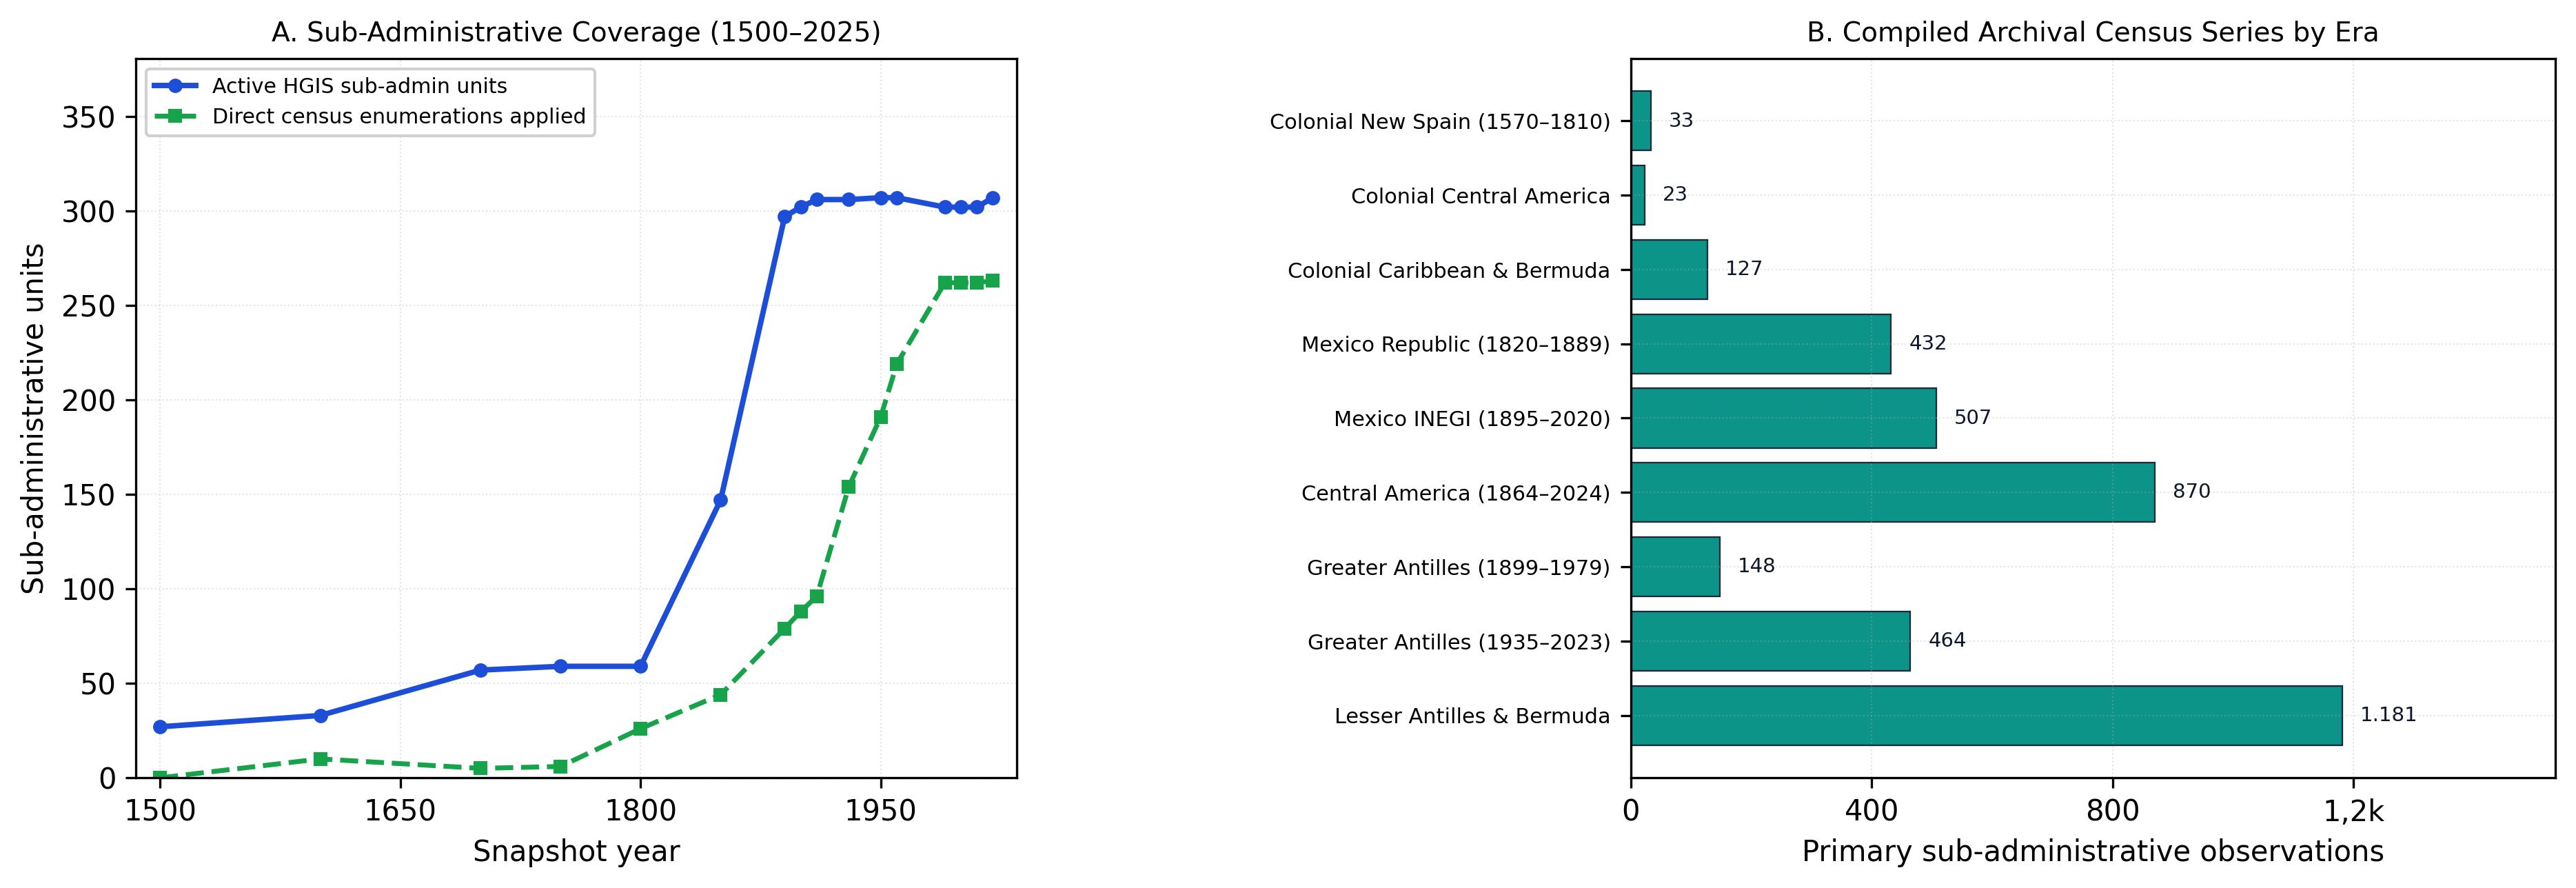 A. Sub-Administrative Coverage (1500–2025)
Active HGIS sub-admin units
Direct census enumerations applied
Sub-administrative units
350
300
250
200
150
100
50
0
1500
1650
1800
1950
Snapshot year
B. Compiled Archival Census Series by Era
Colonial New Spain (1570–1810)
33
Colonial Central America
23
Colonial Caribbean & Bermuda
127
Mexico Republic (1820–1889)
432
Mexico INEGI (1895–2020)
507
Central America (1864–2024)
870
Greater Antilles (1899–1979)
148
Greater Antilles (1935–2023)
464
Lesser Antilles & Bermuda
1.181
0
400
800
1,2k
Primary sub-administrative observations